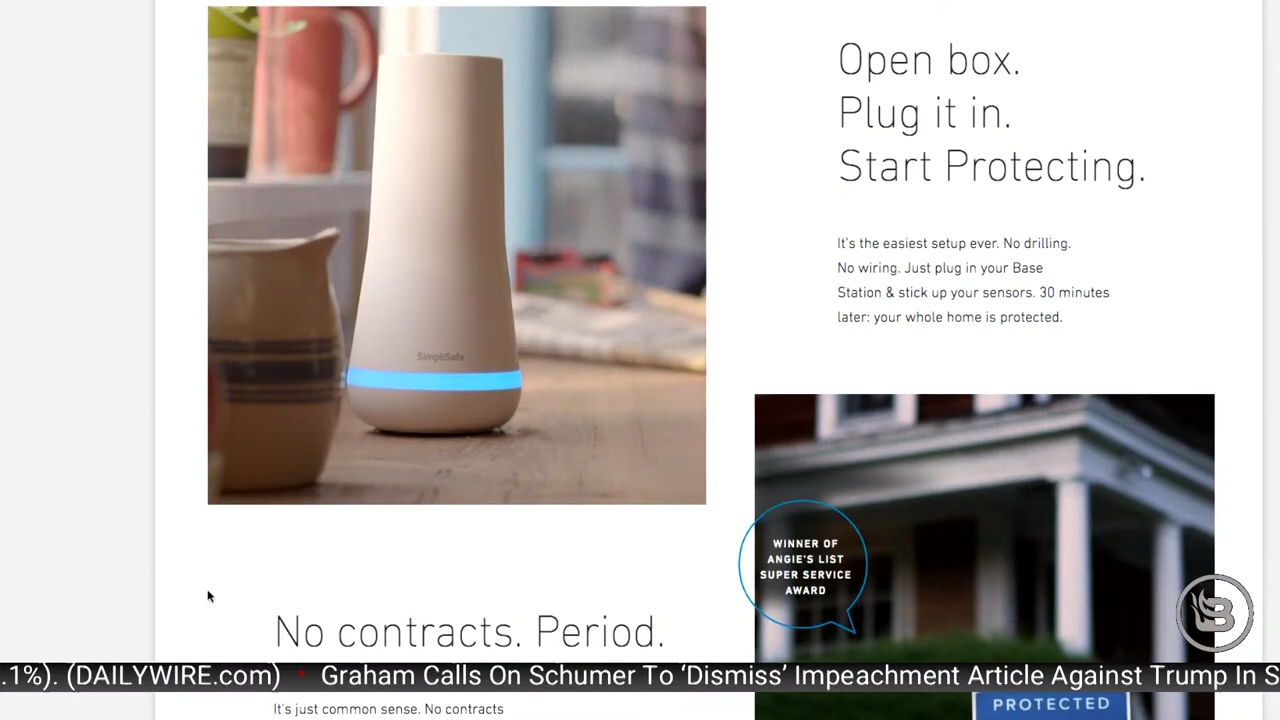 Open box.
Plug it in.
Start Protecting.
It's the easiest setup ever. No drilling.
No wiring. Just plug in your Base
Station & stick up your sensors. 30 minutes
later: your whole home is protected.
SimpliSafe
WINNER OF
ANGIE'S LIST
SUPER SERVICE
AWARD
No contracts. Period.
It's just common sense. No contracts
PROTECTED
B
.1%). (DAILYWIRE.com) • Graham Calls On Schumer To ‘Dismiss’ Impeachment Article Against Trump In S